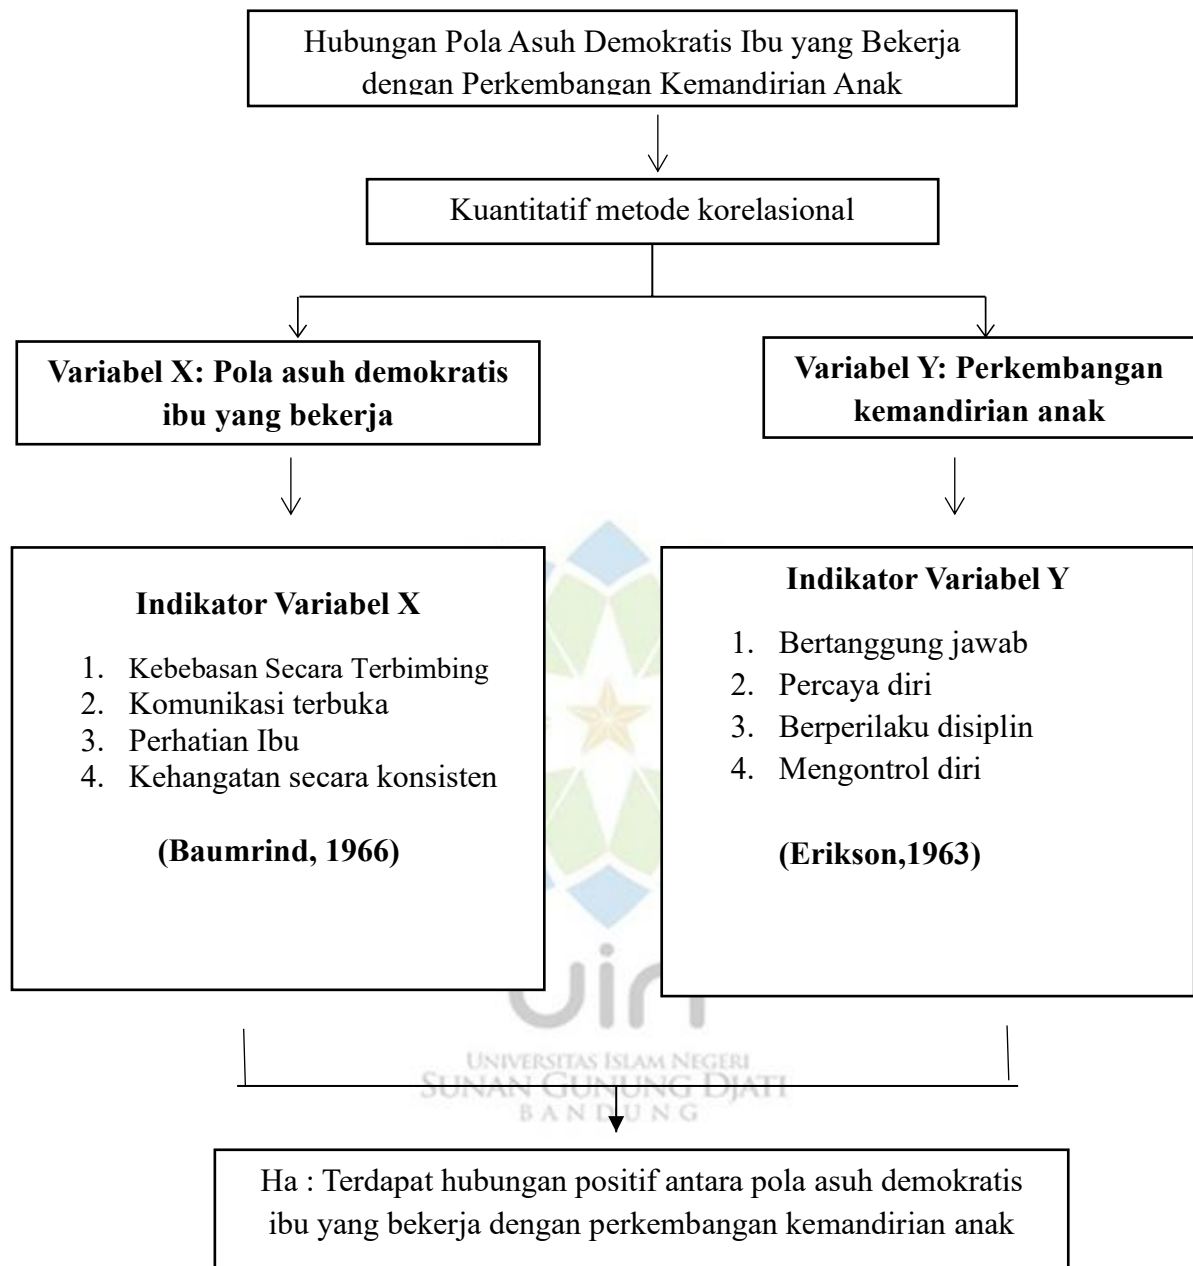 Hubungan Pola Asuh Demokratis Ibu yang Bekerja
dengan Perkembangan Kemandirian Anak
Kuantitatif metode korelasional
Variabel X: Pola asuh demokratis
ibu yang bekerja
Variabel Y: Perkembangan
kemandirian anak
Indikator Variabel X
1. Kebebasan Secara Terbimbing
2. Komunikasi terbuka
3. Perhatian Ibu
4. Kehangatan secara konsisten
(Baumrind, 1966)
Indikator Variabel Y
1. Bertanggung jawab
2. Percaya diri
3. Berperilaku disiplin
4. Mengontrol diri
(Erikson,1963)
uin
UNIVERSITAS ISLAM NEGERI
SUNAN GUNUNG DJATI
BANDUNG
Ha : Terdapat hubungan positif antara pola asuh demokratis
ibu yang bekerja dengan perkembangan kemandirian anak